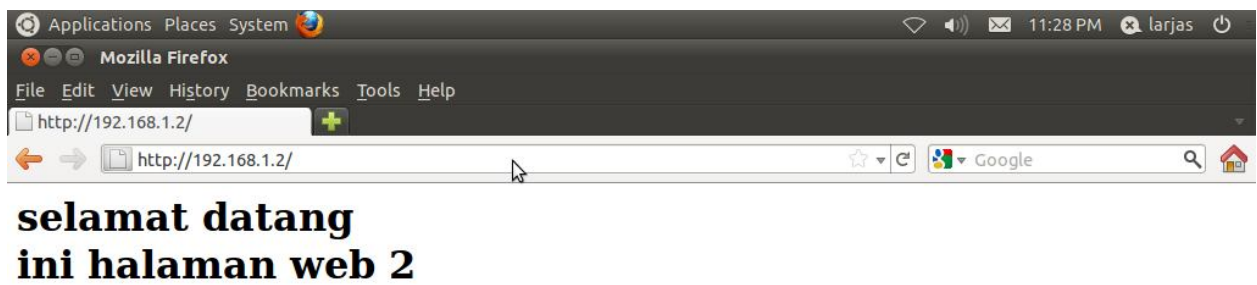 Applications Places System 11:28 PM larjas
Mozilla Firefox
File Edit View History Bookmarks Tools Help
http://192.168.1.2/
http://192.168.1.2/ Google
selamat datang
ini halaman web 2